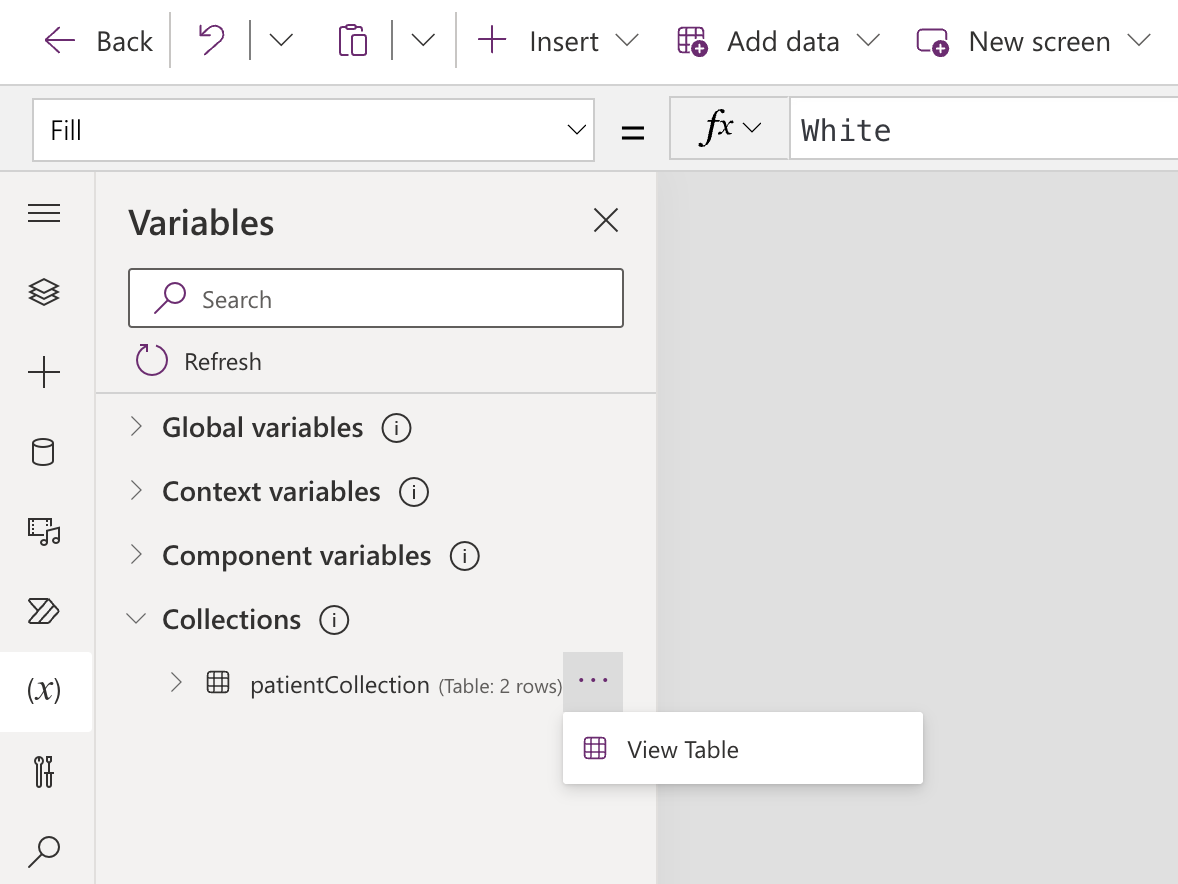 Back Insert Add data New screen
Fill = fx White
Variables
Search
Refresh
Global variables i
Context variables i
Component variables i
Collections i
patientCollection (Table: 2 rows) ...
(x)
View Table